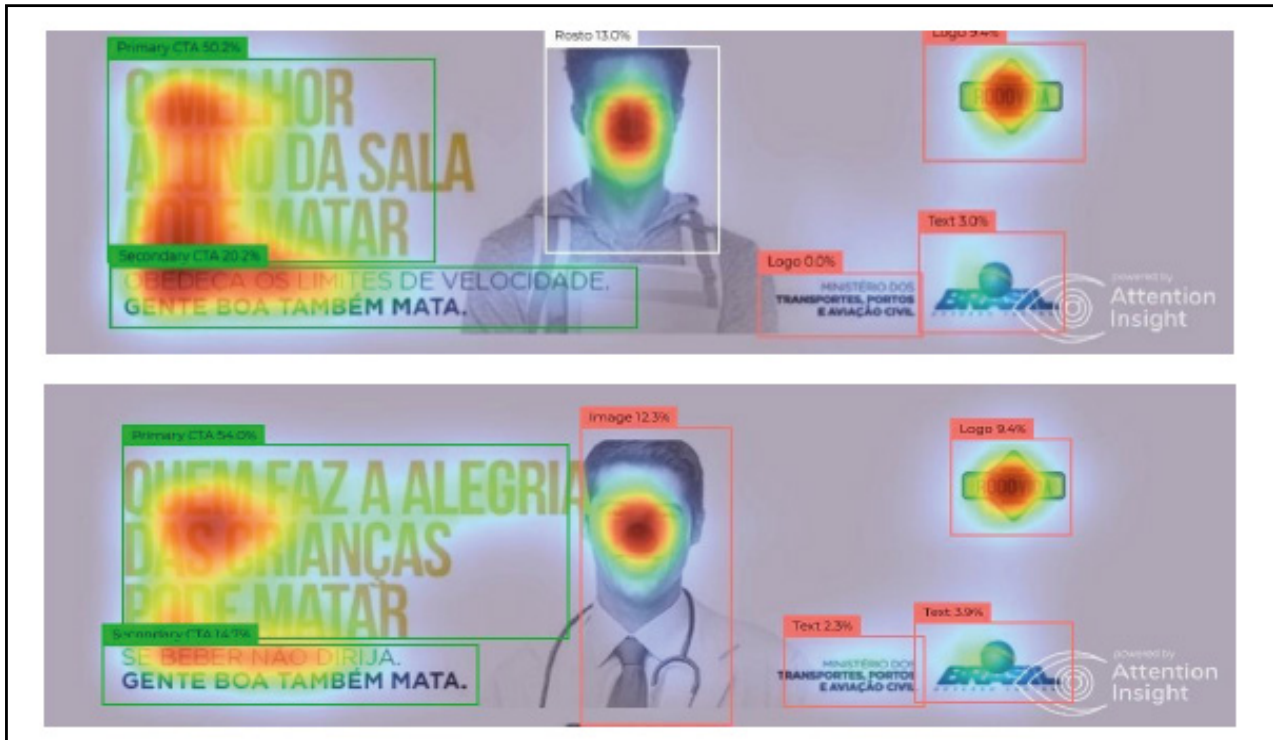 Primary CTA 50.2%
Rosto 13.0%
Logo 9.4%
O MELHOR
ALUNO DA SALA
PODE MATAR
Secondary CTA 20.2%
OBEDEÇA OS LIMITES DE VELOCIDADE.
GENTE BOA TAMBÉM MATA.
Logo 0.0%
MINISTÉRIO DOS
TRANSPORTES, PORTOS
E AVIAÇÃO CIVIL
Text 3.0%
BRASIL
powered by
Attention
Insight
Primary CTA 54.0%
Image 12.3%
Logo 9.4%
QUEM FAZ A ALEGRIA
DAS CRIANÇAS
PODE MATAR
Secondary CTA 14.7%
SE BEBER NÃO DIRIJA.
GENTE BOA TAMBÉM MATA.
Text 2.3%
MINISTÉRIO DOS
TRANSPORTES, PORTOS
E AVIAÇÃO CIVIL
Text 3.9%
BRASIL
powered by
Attention
Insight